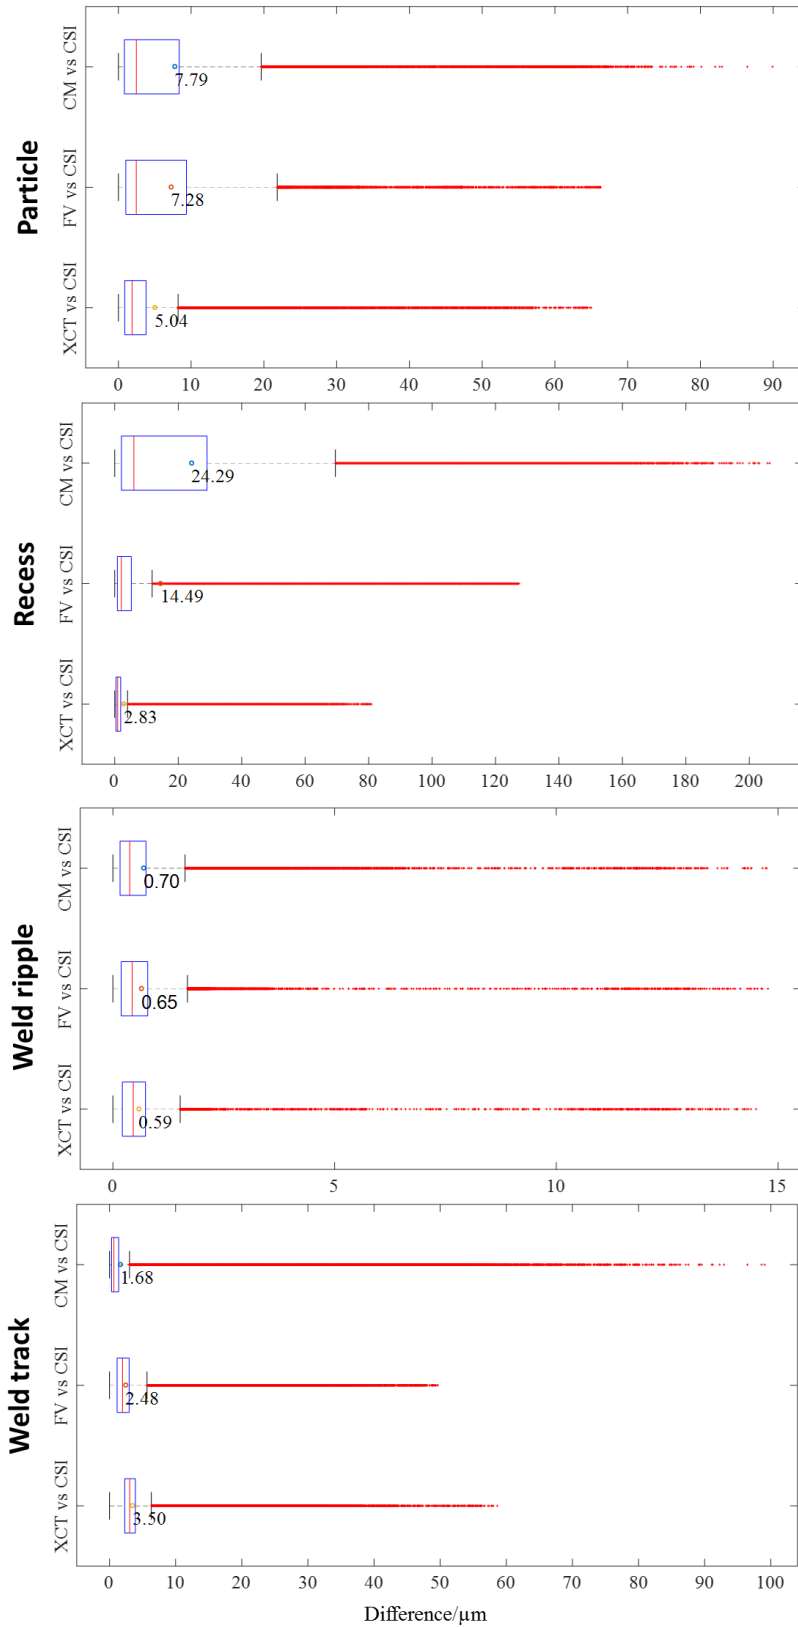 Particle
CM vs CSI
7.79
FV vs CSI
7.28
XCT vs CSI
5.04
0 10 20 30 40 50 60 70 80 90
Recess
CM vs CSI
24.29
FV vs CSI
14.49
XCT vs CSI
2.83
0 20 40 60 80 100 120 140 160 180 200
Weld ripple
CM vs CSI
0.70
FV vs CSI
0.65
XCT vs CSI
0.59
0 5 10 15
Weld track
CM vs CSI
1.68
FV vs CSI
2.48
XCT vs CSI
3.50
0 10 20 30 40 50 60 70 80 90 100
Difference/µm